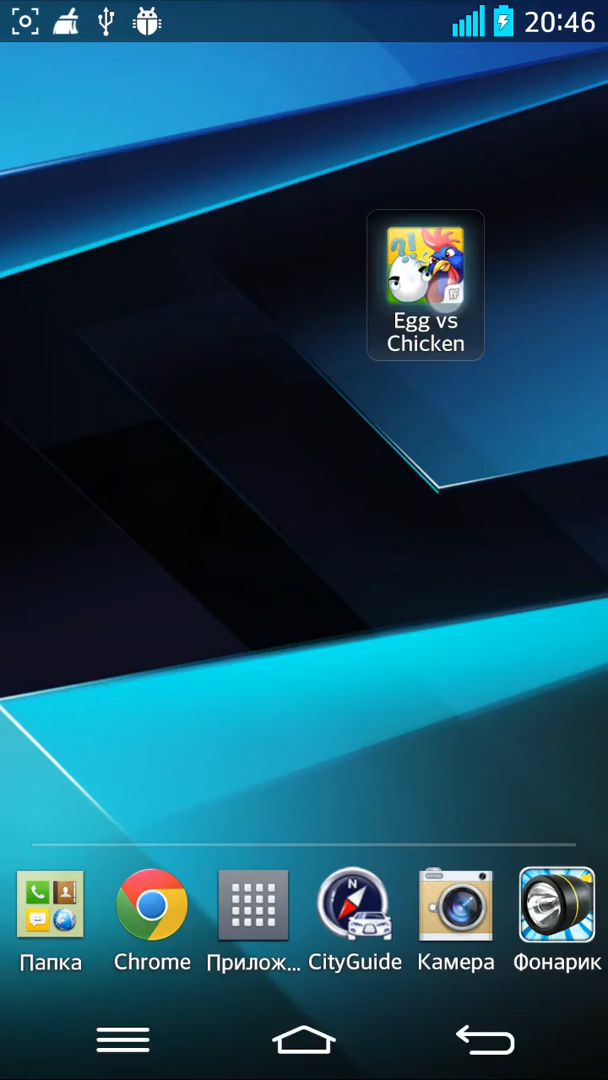 20:46
?!
Egg vs
Chicken
N
Папка
Chrome
Прилож...
CityGuide
Камера
Фонарик